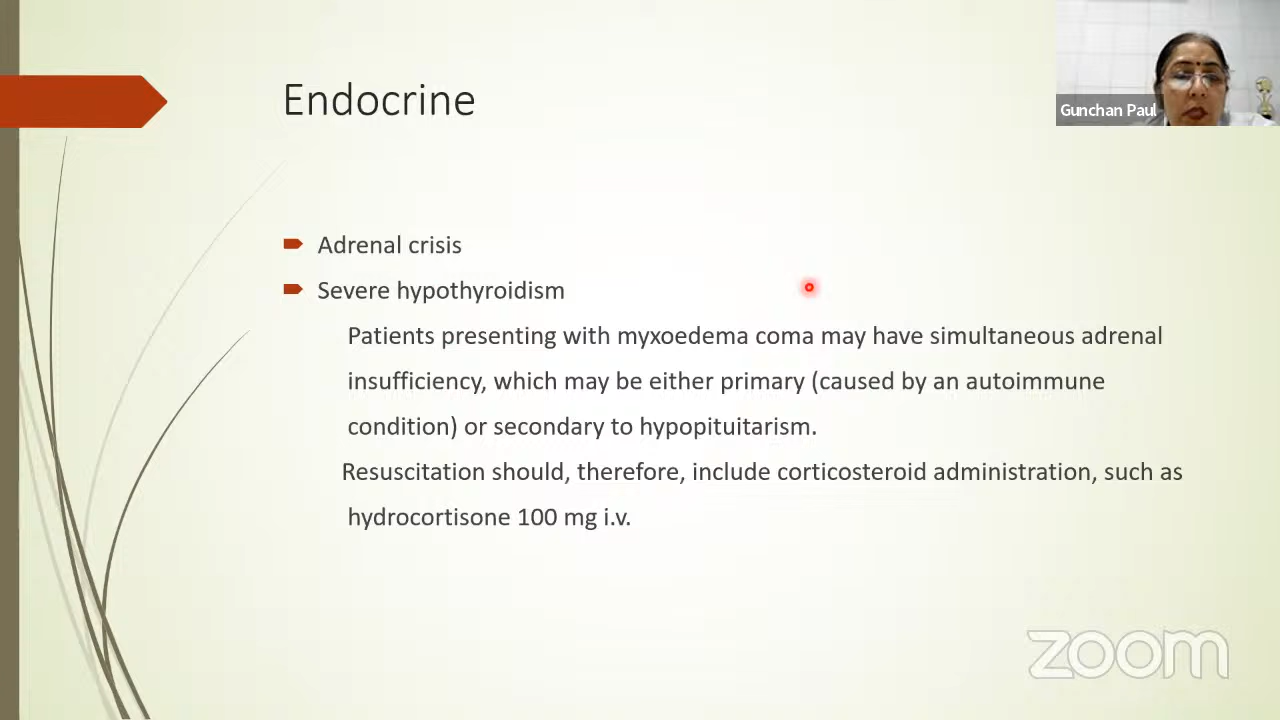 Endocrine
Gunchan Paul
Adrenal crisis
Severe hypothyroidism
Patients presenting with myxoedema coma may have simultaneous adrenal
insufficiency, which may be either primary (caused by an autoimmune
condition) or secondary to hypopituitarism.
Resuscitation should, therefore, include corticosteroid administration, such as
hydrocortisone 100 mg i.v.
zoom